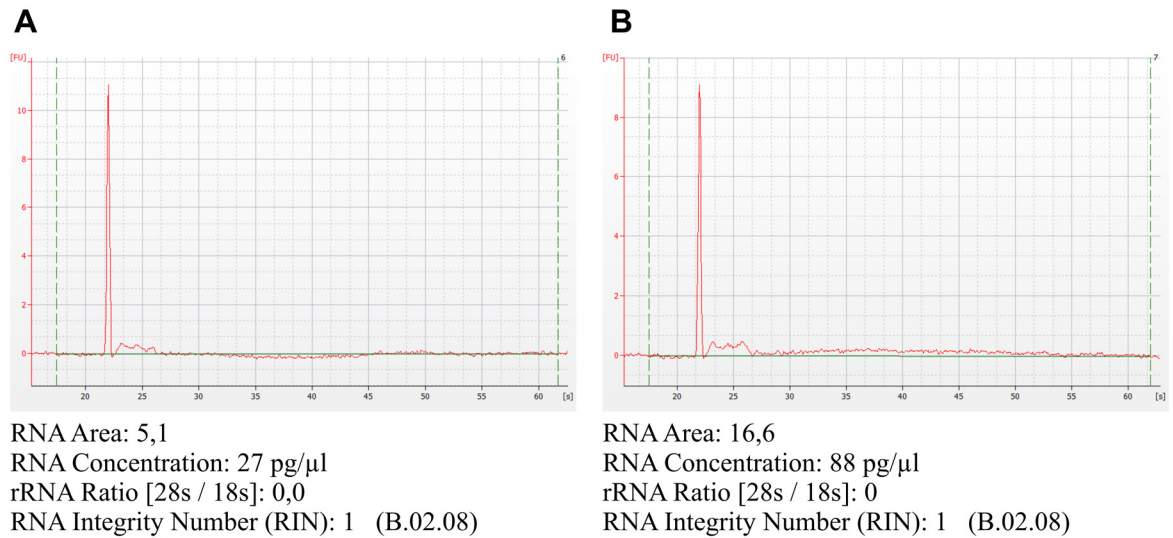 A
[FU]
6
10
8
6
4
2
0
20 25 30 35 40 45 50 55 60 [s]
RNA Area: 5,1
RNA Concentration: 27 pg/µl
rRNA Ratio [28s / 18s]: 0,0
RNA Integrity Number (RIN): 1 (B.02.08)
B
[FU]
7
8
6
4
2
0
20 25 30 35 40 45 50 55 60 [s]
RNA Area: 16,6
RNA Concentration: 88 pg/µl
rRNA Ratio [28s / 18s]: 0
RNA Integrity Number (RIN): 1 (B.02.08)